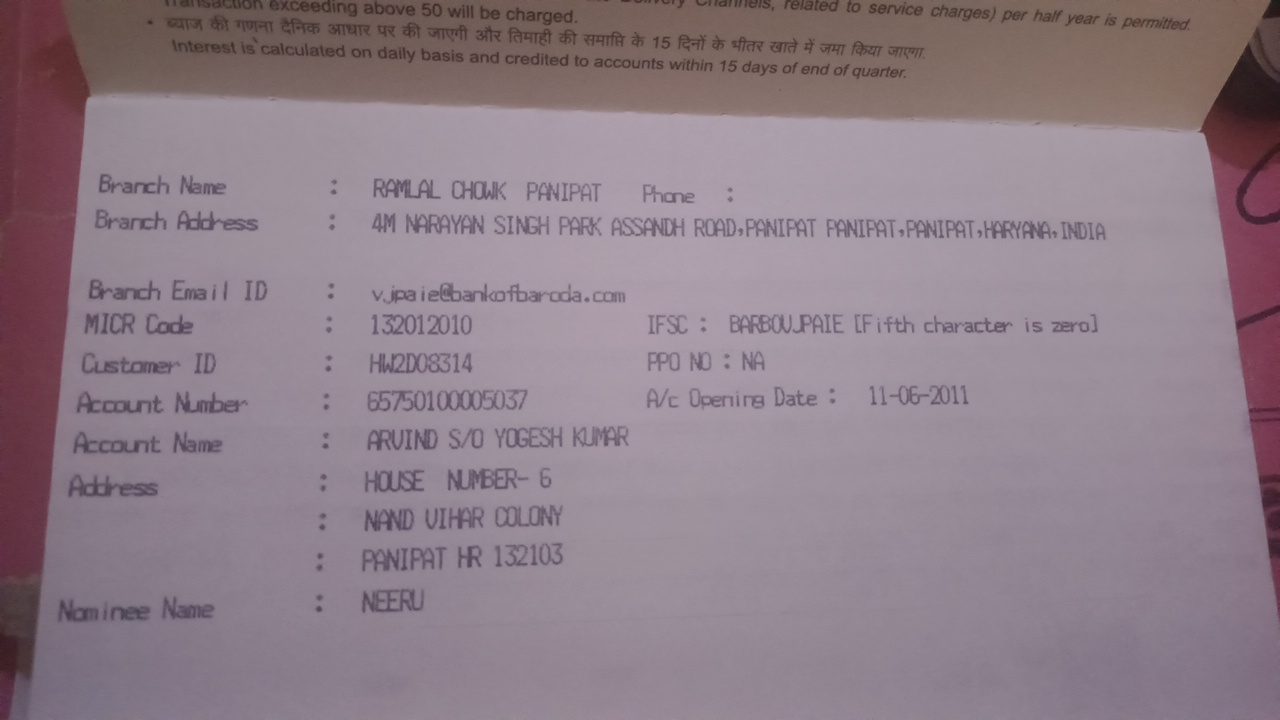 Transaction exceeding above 50 will be charged. Delivery Channels, related to service charges) per half year is permitted.
• ब्याज की गणना दैनिक आधार पर की जाएगी और तिमाही की समाप्ति के 15 दिनों के भीतर खाते में जमा किया जाएगा.
Interest is calculated on daily basis and credited to accounts within 15 days of end of quarter.
Branch Name : RAMLAL CHOWK PANIPAT Phone :
Branch Address : 4M NARAYAN SINGH PARK ASSANDH ROAD,PANIPAT PANIPAT,PANIPAT,HARYANA,INDIA
Branch Email ID : vjpaie@bankofbaroda.com
MICR Code : 132012010 IFSC : BARB0VJPAIE [Fifth character is zero]
Customer ID : HW2D08314 PPO NO : NA
Account Number : 65750100005037 A/c Opening Date : 11-06-2011
Account Name : ARVIND S/O YOGESH KUMAR
Address : HOUSE NUMBER- 6
: NAND VIHAR COLONY
: PANIPAT HR 132103
Nominee Name : NEERU